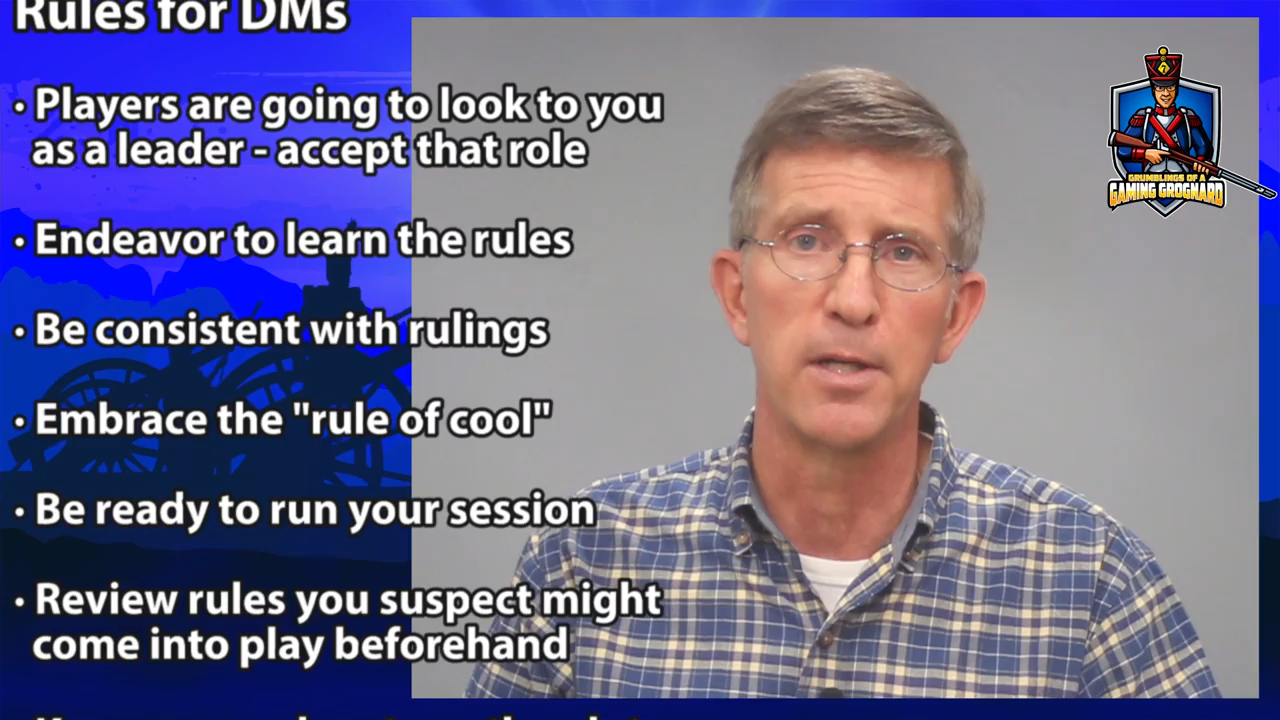 Rules for DMs
• Players are going to look to you
as a leader - accept that role
• Endeavor to learn the rules
• Be consistent with rulings
• Embrace the "rule of cool"
• Be ready to run your session
• Review rules you suspect might
come into play beforehand
GRUMBLINGS OF A
GAMING GROGNARD